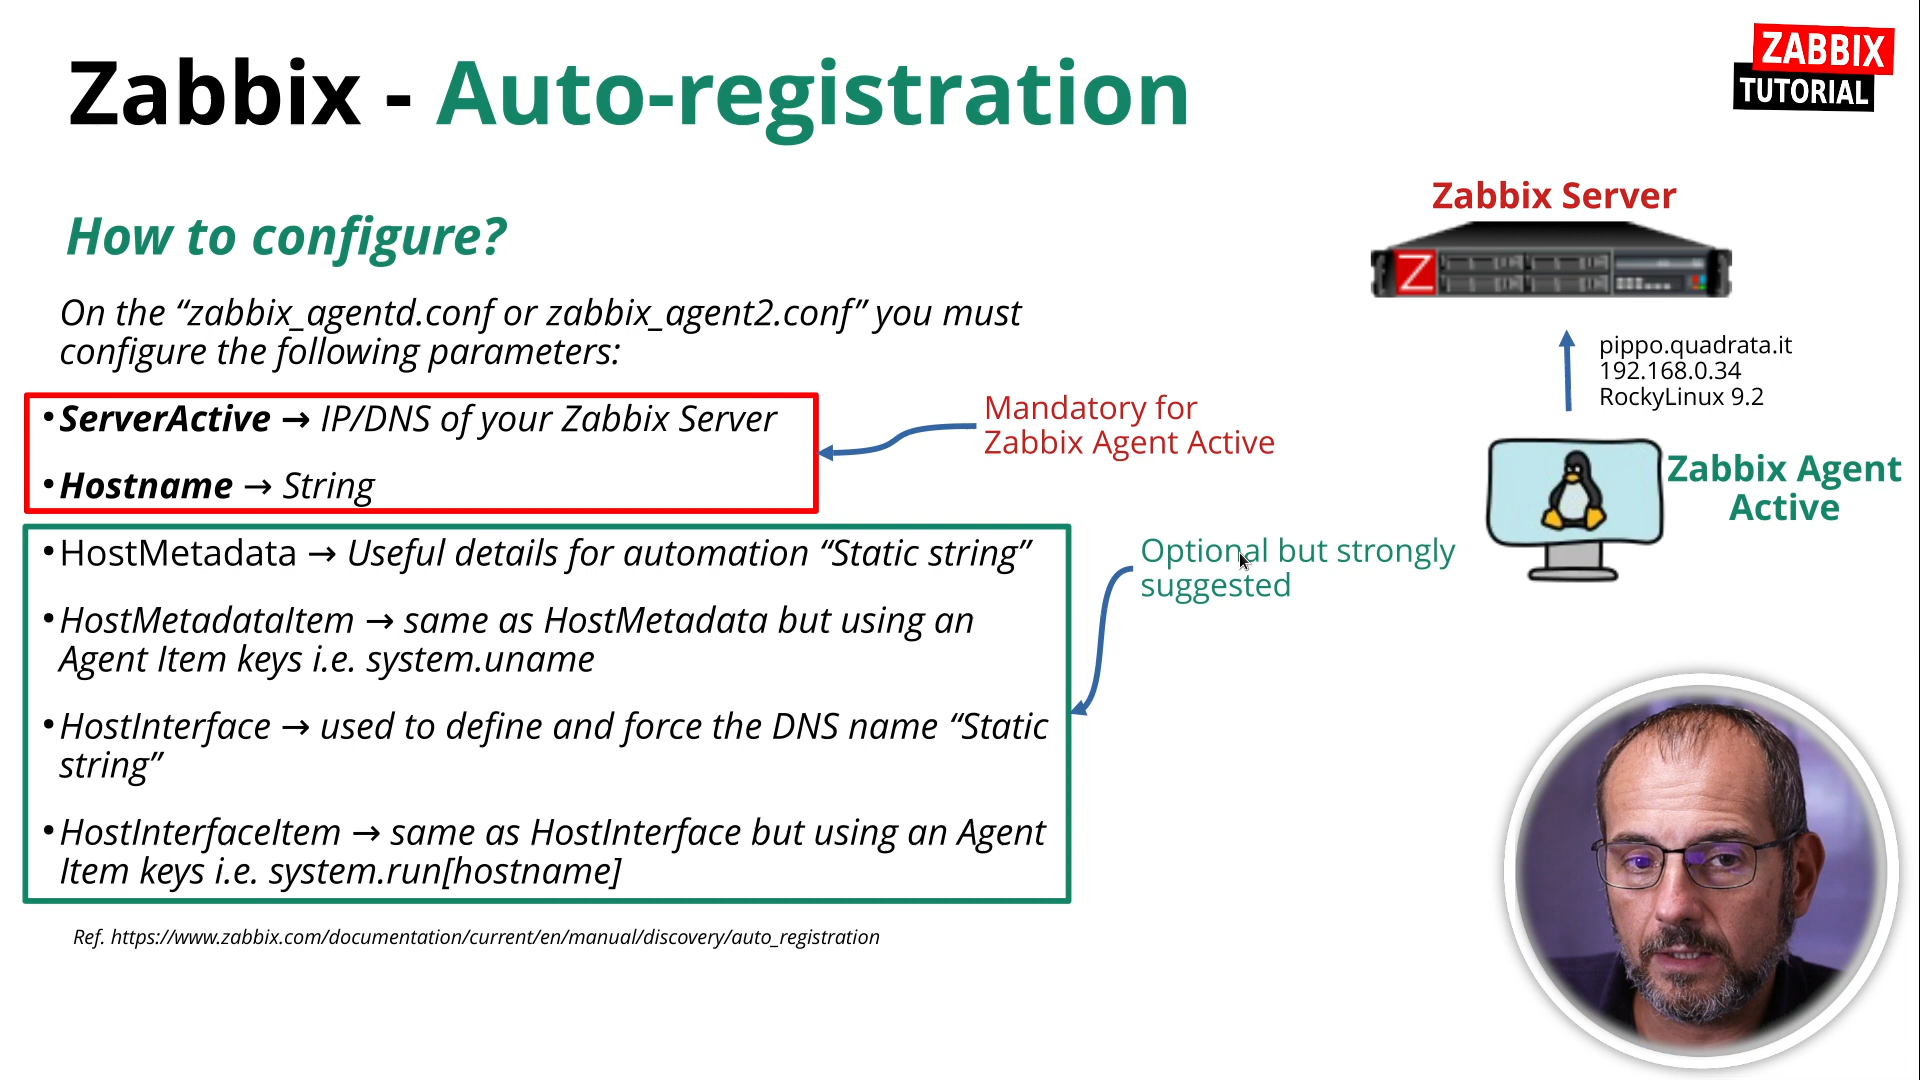 Zabbix - Auto-registration
ZABBIX
TUTORIAL
How to configure?
On the “zabbix_agentd.conf or zabbix_agent2.conf” you must
configure the following parameters:
•ServerActive → IP/DNS of your Zabbix Server
•Hostname → String
Mandatory for
Zabbix Agent Active
•HostMetadata → Useful details for automation “Static string”
•HostMetadataItem → same as HostMetadata but using an
Agent Item keys i.e. system.uname
•HostInterface → used to define and force the DNS name “Static
string”
•HostInterfaceItem → same as HostInterface but using an Agent
Item keys i.e. system.run[hostname]
Optional but strongly
suggested
Ref. https://www.zabbix.com/documentation/current/en/manual/discovery/auto_registration
Zabbix Server
Z
pippo.quadrata.it
192.168.0.34
RockyLinux 9.2
Zabbix Agent
Active